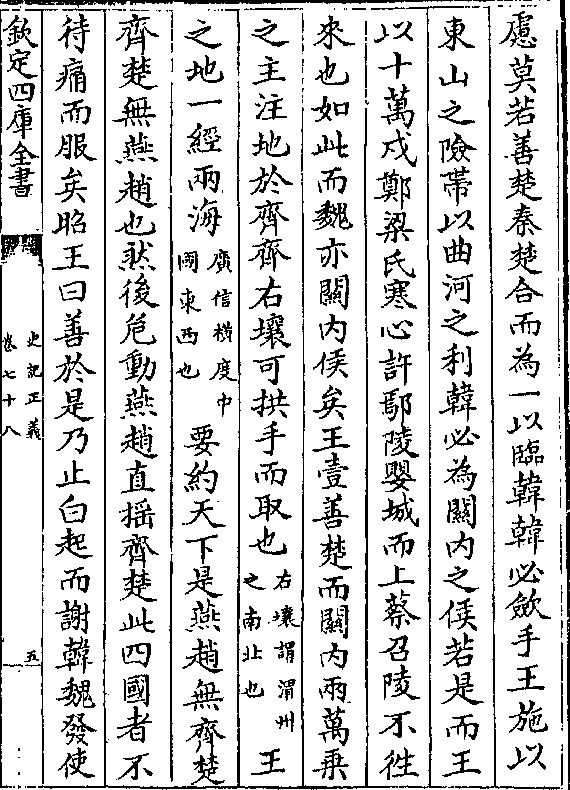 慮莫若善楚秦楚合而為一以臨韓韓必歛手王施以
東山之險帶以曲河之利韓必為關内之侯若是而王
以十萬戍鄭梁氏寒心許鄢陵嬰城而上蔡召陵不徃
來也如此而魏亦關内侯矣王壹善楚而關内兩萬乗
之主注地於齊齊右壤可拱手而取也右壤謂渭州之南北也王
之地一經兩海廣信横度中國東西也要約天下是燕趙無齊楚
齊楚無燕趙也然後危動燕趙直揺齊楚此四國者不
待痛而服矣昭王曰善於是乃止白起而謝韓魏發使
欽定四庫全書
史記正義
卷七十八
五